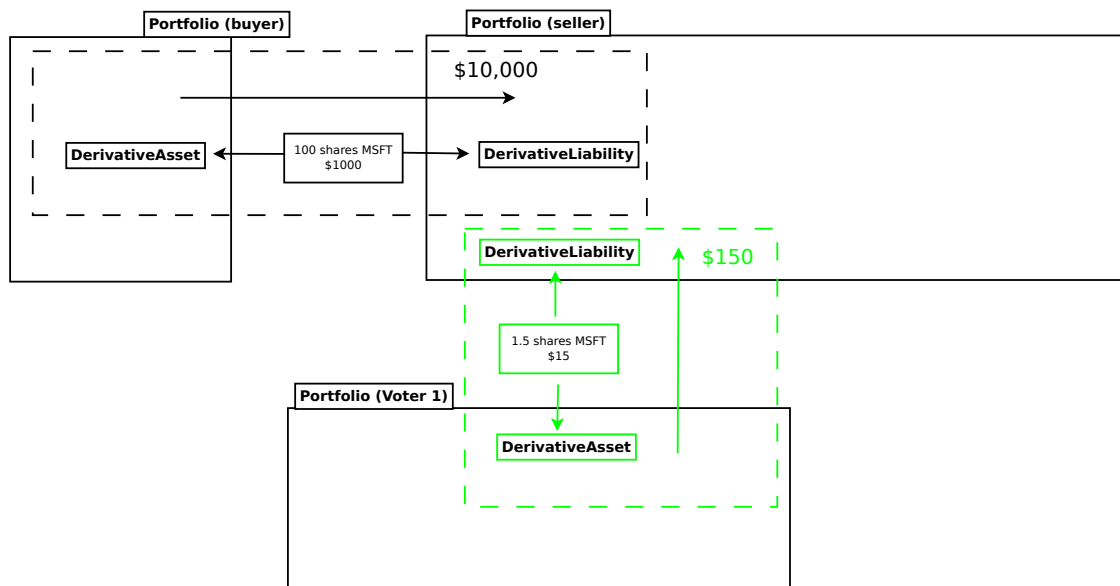 Portfolio (buyer)
Portfolio (seller)
$10,000
DerivativeAsset
100 shares MSFT
$1000
DerivativeLiability
DerivativeLiability
$150
1.5 shares MSFT
$15
Portfolio (Voter 1)
DerivativeAsset